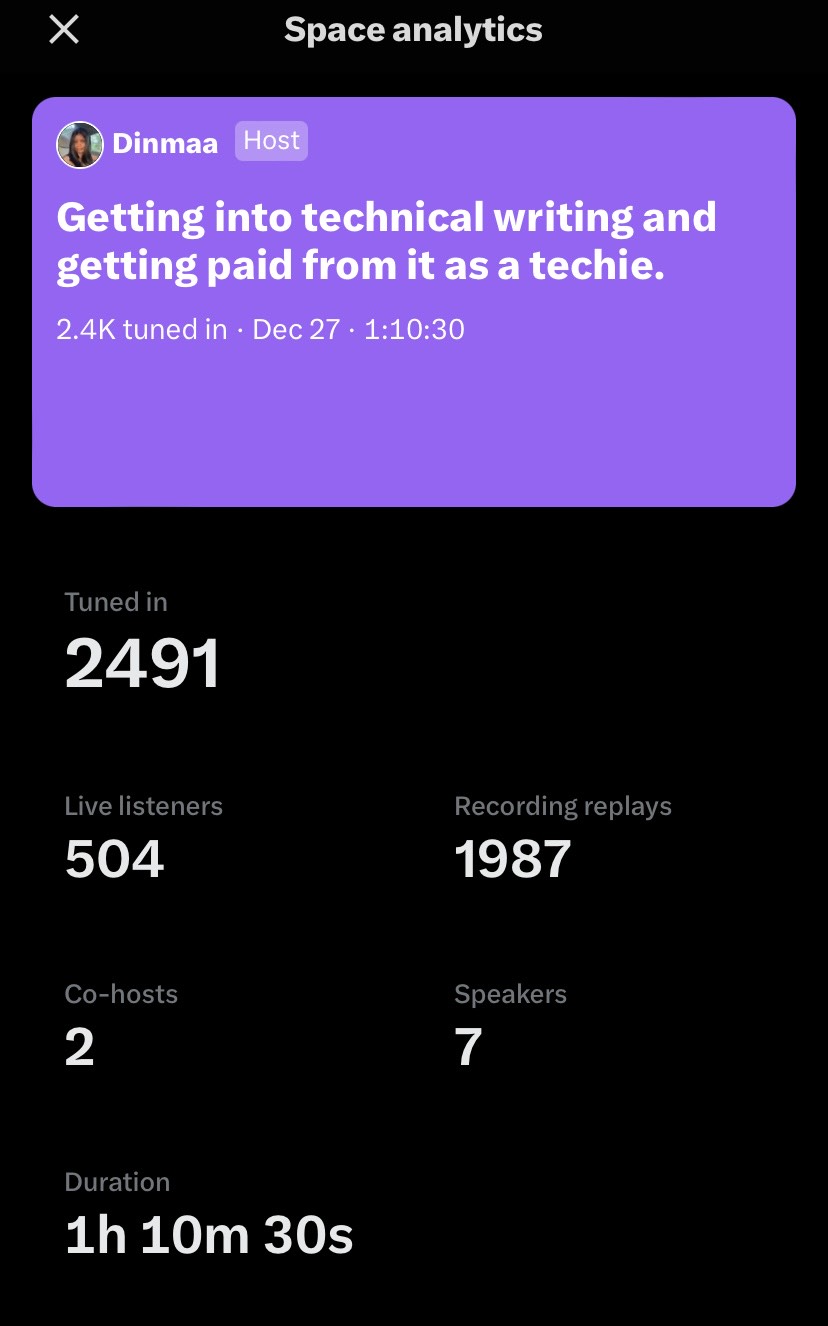 Space analytics
Dinmaa Host
Getting into technical writing and
getting paid from it as a techie.
2.4K tuned in · Dec 27 · 1:10:30
Tuned in
2491
Live listeners
504
Recording replays
1987
Co-hosts
2
Speakers
7
Duration
1h 10m 30s